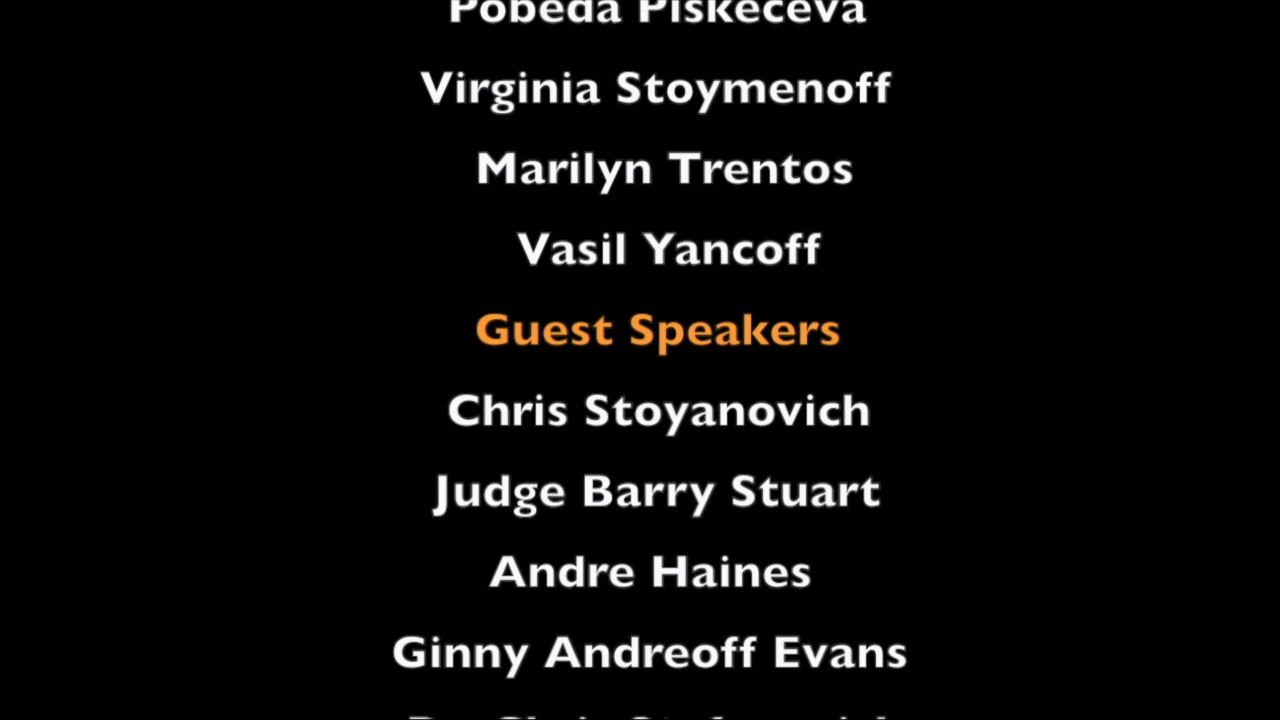 Pobeda Piskeceva
Virginia Stoymenoff
Marilyn Trentos
Vasil Yancoff
Guest Speakers
Chris Stoyanovich
Judge Barry Stuart
Andre Haines
Ginny Andreoff Evans